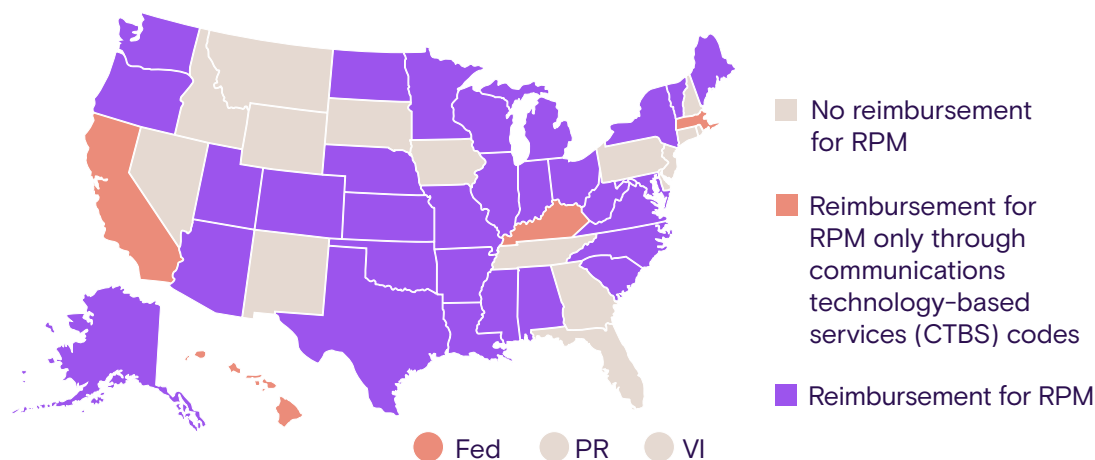 No reimbursement
for RPM
Reimbursement for
RPM only through
communications
technology-based
services (CTBS) codes
Reimbursement for RPM
Fed PR VI